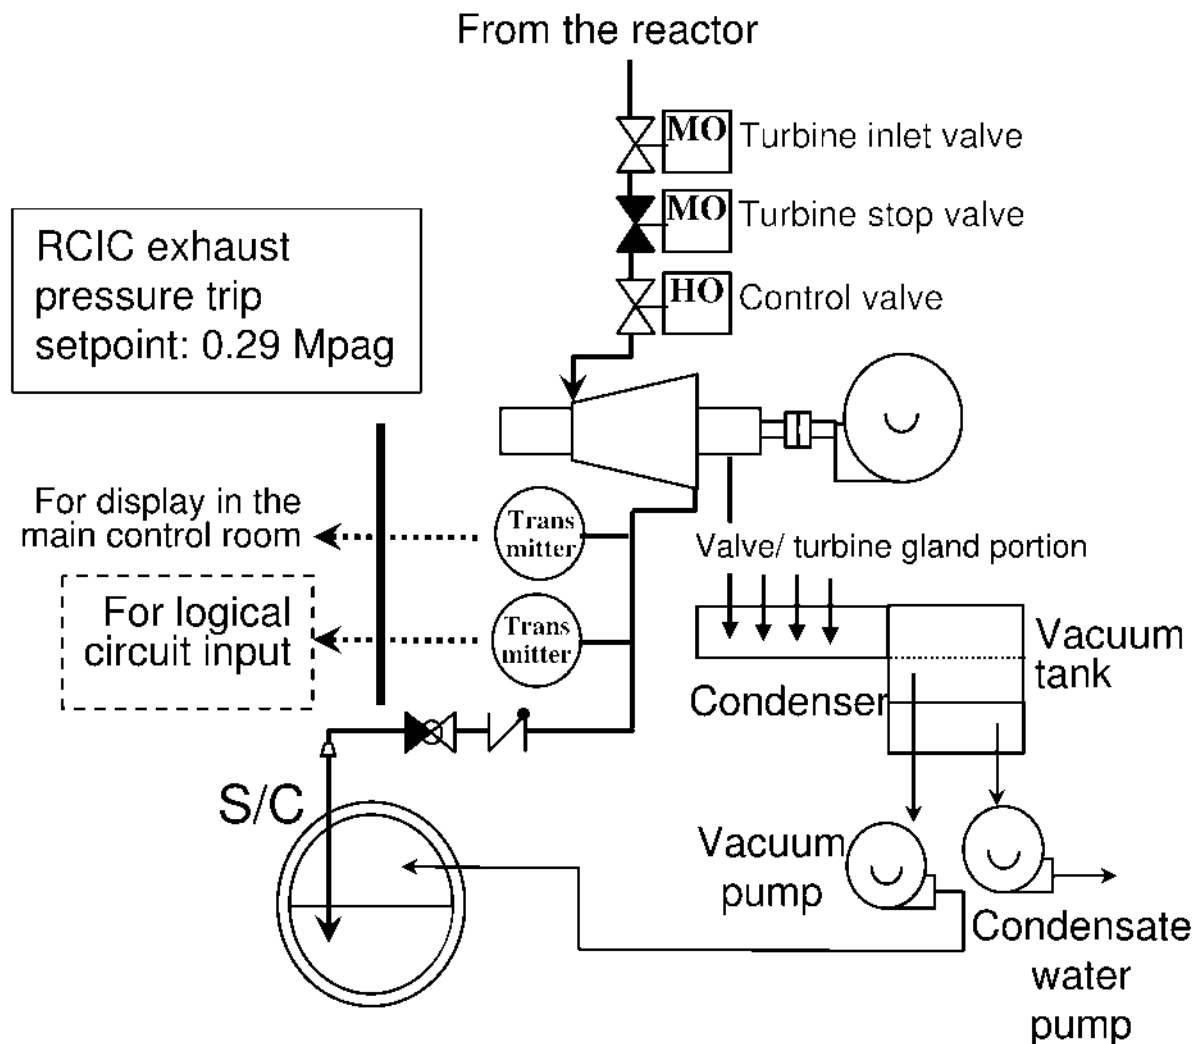 From the reactor
MO
Turbine inlet valve
MO
Turbine stop valve
HO
Control valve
RCIC exhaust
pressure trip
setpoint: 0.29 Mpag
For display in the
main control room
Trans
mitter
Valve/ turbine gland portion
For logical
circuit input
Trans
mitter
Vacuum
tank
Condenser
S/C
Vacuum
pump
Condensate
water
pump